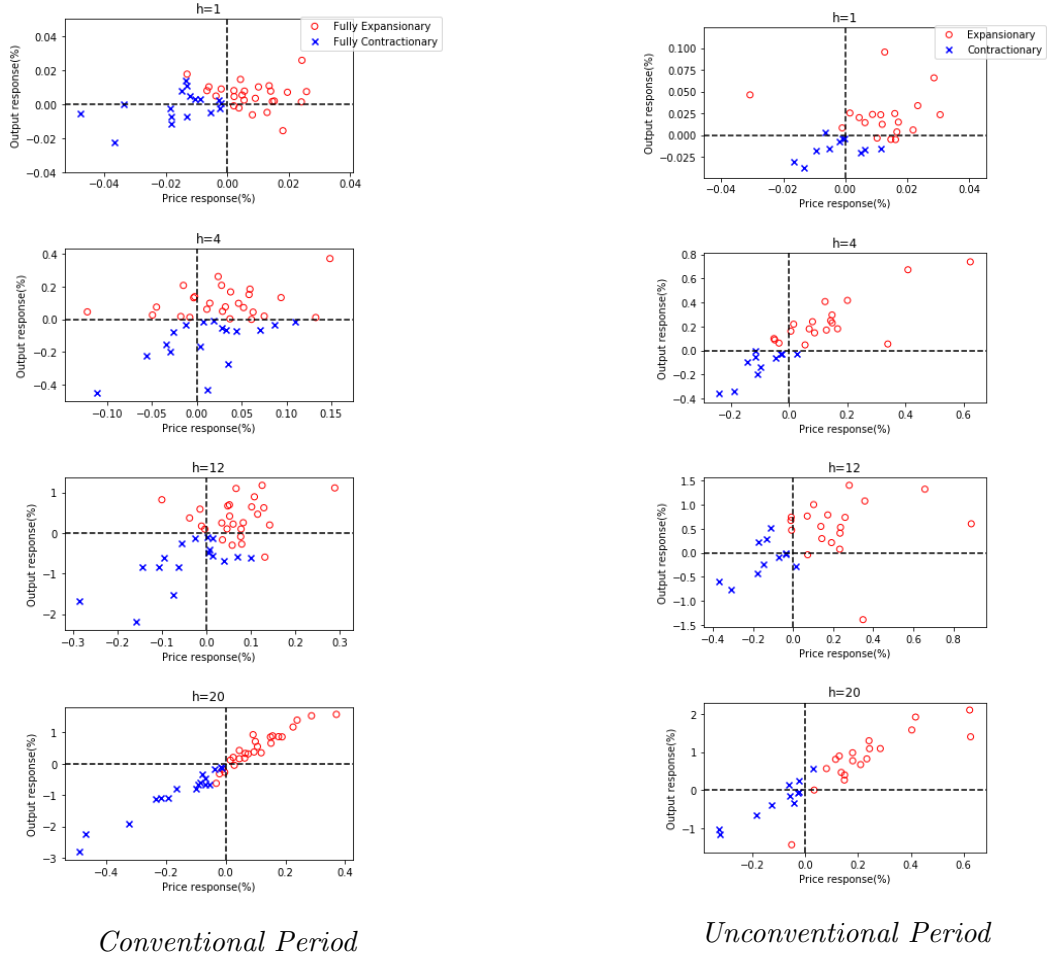 h=1
Fully Expansionary
Fully Contractionary
0.04
0.02
0.00
−0.02
−0.04
Output response(%)
−0.04
−0.02
0.00
0.02
0.04
Price response(%)
h=4
0.4
0.2
0.0
−0.2
−0.4
Output response(%)
−0.10
−0.05
0.00
0.05
0.10
0.15
Price response(%)
h=12
1
0
−1
−2
Output response(%)
−0.3
−0.2
−0.1
0.0
0.1
0.2
0.3
Price response(%)
h=20
1
0
−1
−2
−3
Output response(%)
−0.4
−0.2
0.0
0.2
0.4
Price response(%)
Conventional Period
h=1
Expansionary
Contractionary
0.100
0.075
0.050
0.025
0.000
−0.025
Output response(%)
−0.04
−0.02
0.00
0.02
0.04
Price response(%)
h=4
0.8
0.6
0.4
0.2
0.0
−0.2
−0.4
Output response(%)
−0.2
0.0
0.2
0.4
0.6
Price response(%)
h=12
1.5
1.0
0.5
0.0
−0.5
−1.0
−1.5
Output response(%)
−0.4
−0.2
0.0
0.2
0.4
0.6
0.8
Price response(%)
h=20
2
1
0
−1
Output response(%)
−0.2
0.0
0.2
0.4
0.6
Price response(%)
Unconventional Period